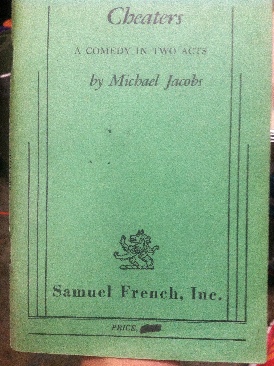 Cheaters
A COMEDY IN TWO ACTS
by Michael Jacobs
Samuel French, Inc.
PRICE,